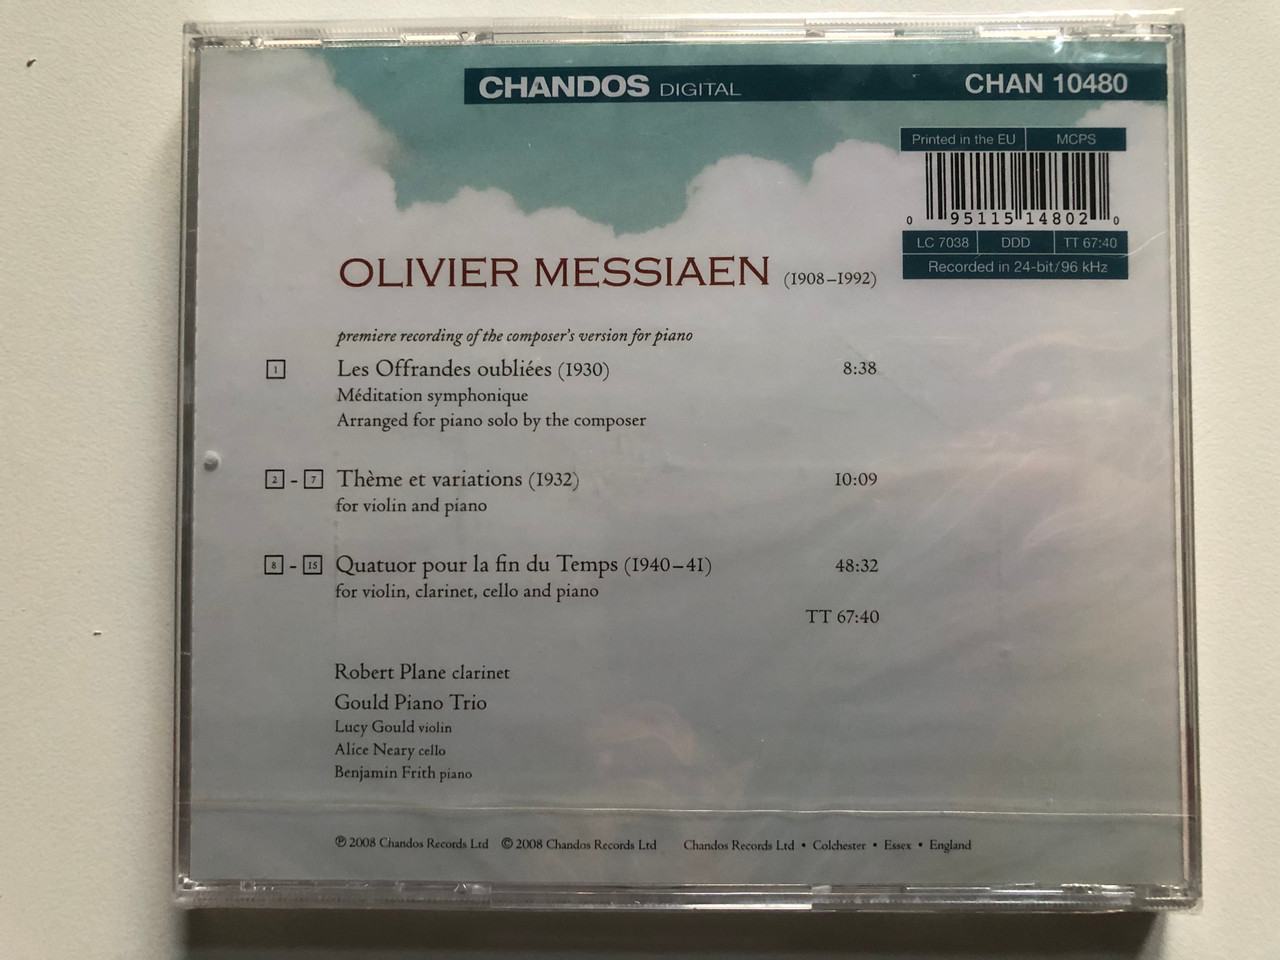 CHANDOS DIGITAL CHAN 10480
Printed in the EU MCPS
0 95115 14802 0
LC 7038 DDD TT 67:40
Recorded in 24-bit/96 kHz
OLIVIER MESSIAEN (1908–1992)
premiere recording of the composer's version for piano
1 Les Offrandes oubliées (1930) 8:38
Méditation symphonique
Arranged for piano solo by the composer
2 - 7 Thème et variations (1932) 10:09
for violin and piano
8 - 15 Quatuor pour la fin du Temps (1940–41) 48:32
for violin, clarinet, cello and piano
TT 67:40
Robert Plane clarinet
Gould Piano Trio
Lucy Gould violin
Alice Neary cello
Benjamin Frith piano
℗ 2008 Chandos Records Ltd © 2008 Chandos Records Ltd Chandos Records Ltd • Colchester • Essex • England